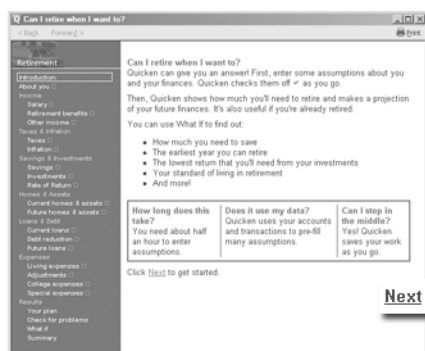 Can I retire when I want to?
< Back Forward >
Print
Retirement
Introduction
About you
Income
Salary
Retirement benefits
Other income
Taxes & Inflation
Taxes
Inflation
Savings & Investments
Savings
Investments
Rate of Return
Homes & Assets
Current homes & assets
Future homes & assets
Loans & Debt
Current loans
Debt reduction
Future loans
Expenses
Living expenses
Adjustments
College expenses
Special expenses
Results
Your plan
Check for problems
What if
Summary
Can I retire when I want to?
Quicken can give you an answer! First, enter some assumptions about you
and your finances. Quicken checks them off ✓ as you go.
Then, Quicken shows how much you'll need to retire and makes a projection
of your future finances. It's also useful if you're already retired.
You can use What If to find out:
• How much you need to save
• The earliest year you can retire
• The lowest return that you'll need from your investments
• Your standard of living in retirement
• And more!
How long does this
take?
You need about half
an hour to enter
assumptions.
Does it use my data?
Quicken uses your accounts
and transactions to pre-fill
many assumptions.
Can I stop in
the middle?
Yes! Quicken
saves your work
as you go.
Click Next to get started.
Next